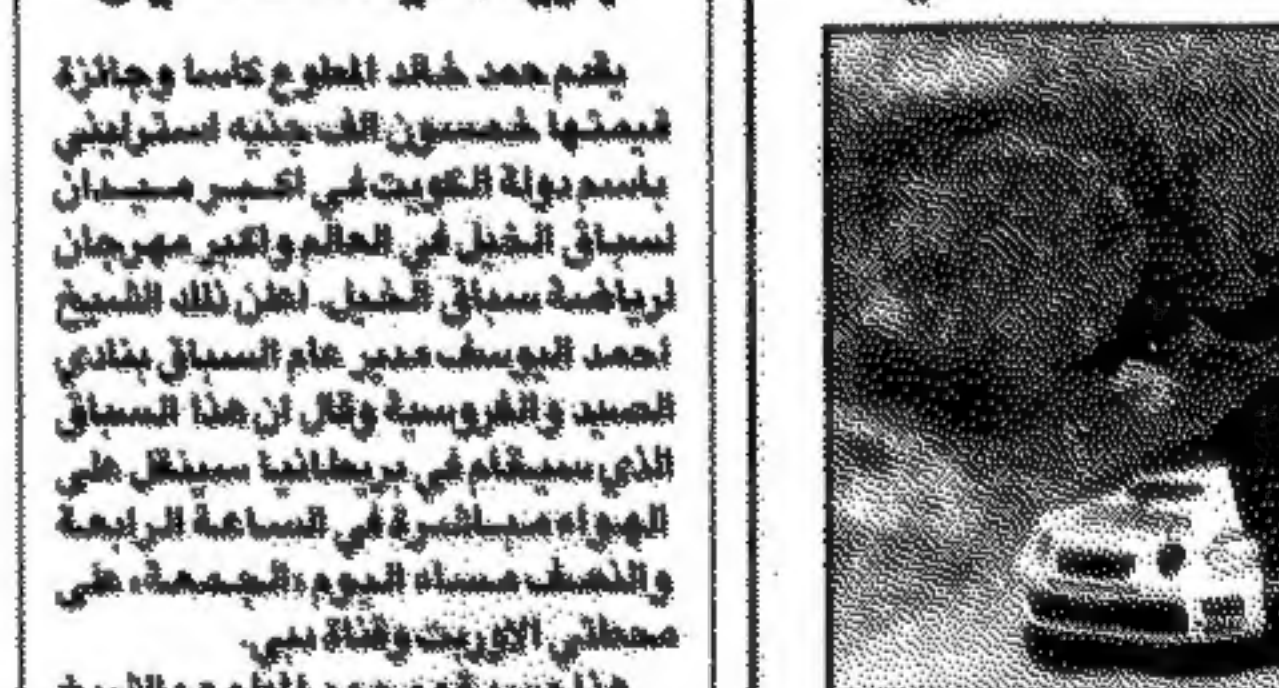 يقدم حمد خالد المطوع كاسا وجائزة
قيمتها خمسون الف جنيه استرليني
باسم دولة الكويت في اكبر ميدان
لسباق الخيل في العالم واكبر مهرجان
لرياضة سباق الخيل. اعلن ذلك الشيخ
احمد اليوسف مدير عام السباق بنادي
الصيد والفروسية وقال ان هذا السباق
الذي سيقام في بريطانيا سينقل على
الهواء مباشرة في الساعة الرابعة
والنصف مساء اليوم «الجمعة» على
محطتي الاوربت وقناة دبي.